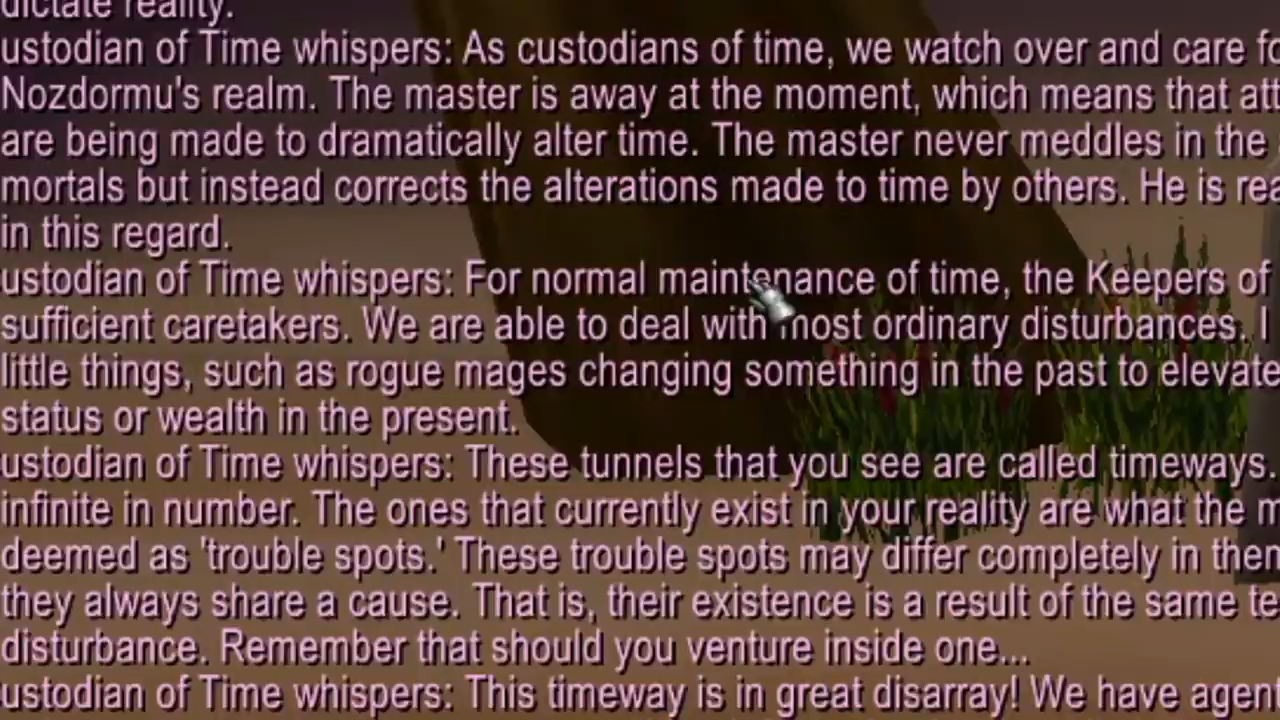 dictate reality.
ustodian of Time whispers: As custodians of time, we watch over and care
Nozdormu's realm. The master is away at the moment, which means that
are being made to dramatically alter time. The master never meddles in the
mortals but instead corrects the alterations made to time by others. He is
in this regard.
ustodian of Time whispers: For normal maintenance of time, the Keepers of
sufficient caretakers. We are able to deal with most ordinary disturbances. I
little things, such as rogue mages changing something in the past to elevate
status or wealth in the present.
ustodian of Time whispers: These tunnels that you see are called timeways.
infinite in number. The ones that currently exist in your reality are what the
deemed as 'trouble spots.' These trouble spots may differ completely in
they always share a cause. That is, their existence is a result of the same
disturbance. Remember that should you venture inside one...
ustodian of Time whispers: This timeway is in great disarray! We have